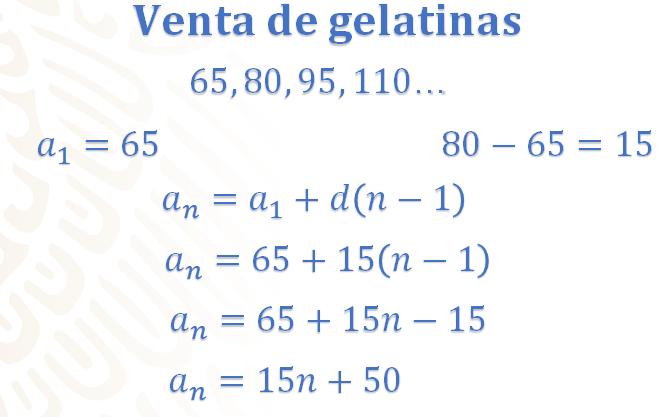 Venta de gelatinas
65, 80, 95, 110 …
a₁ = 65 80 − 65 = 15
aₙ = a₁ + d(n − 1)
aₙ = 65 + 15(n − 1)
aₙ = 65 + 15n − 15
aₙ = 15n + 50